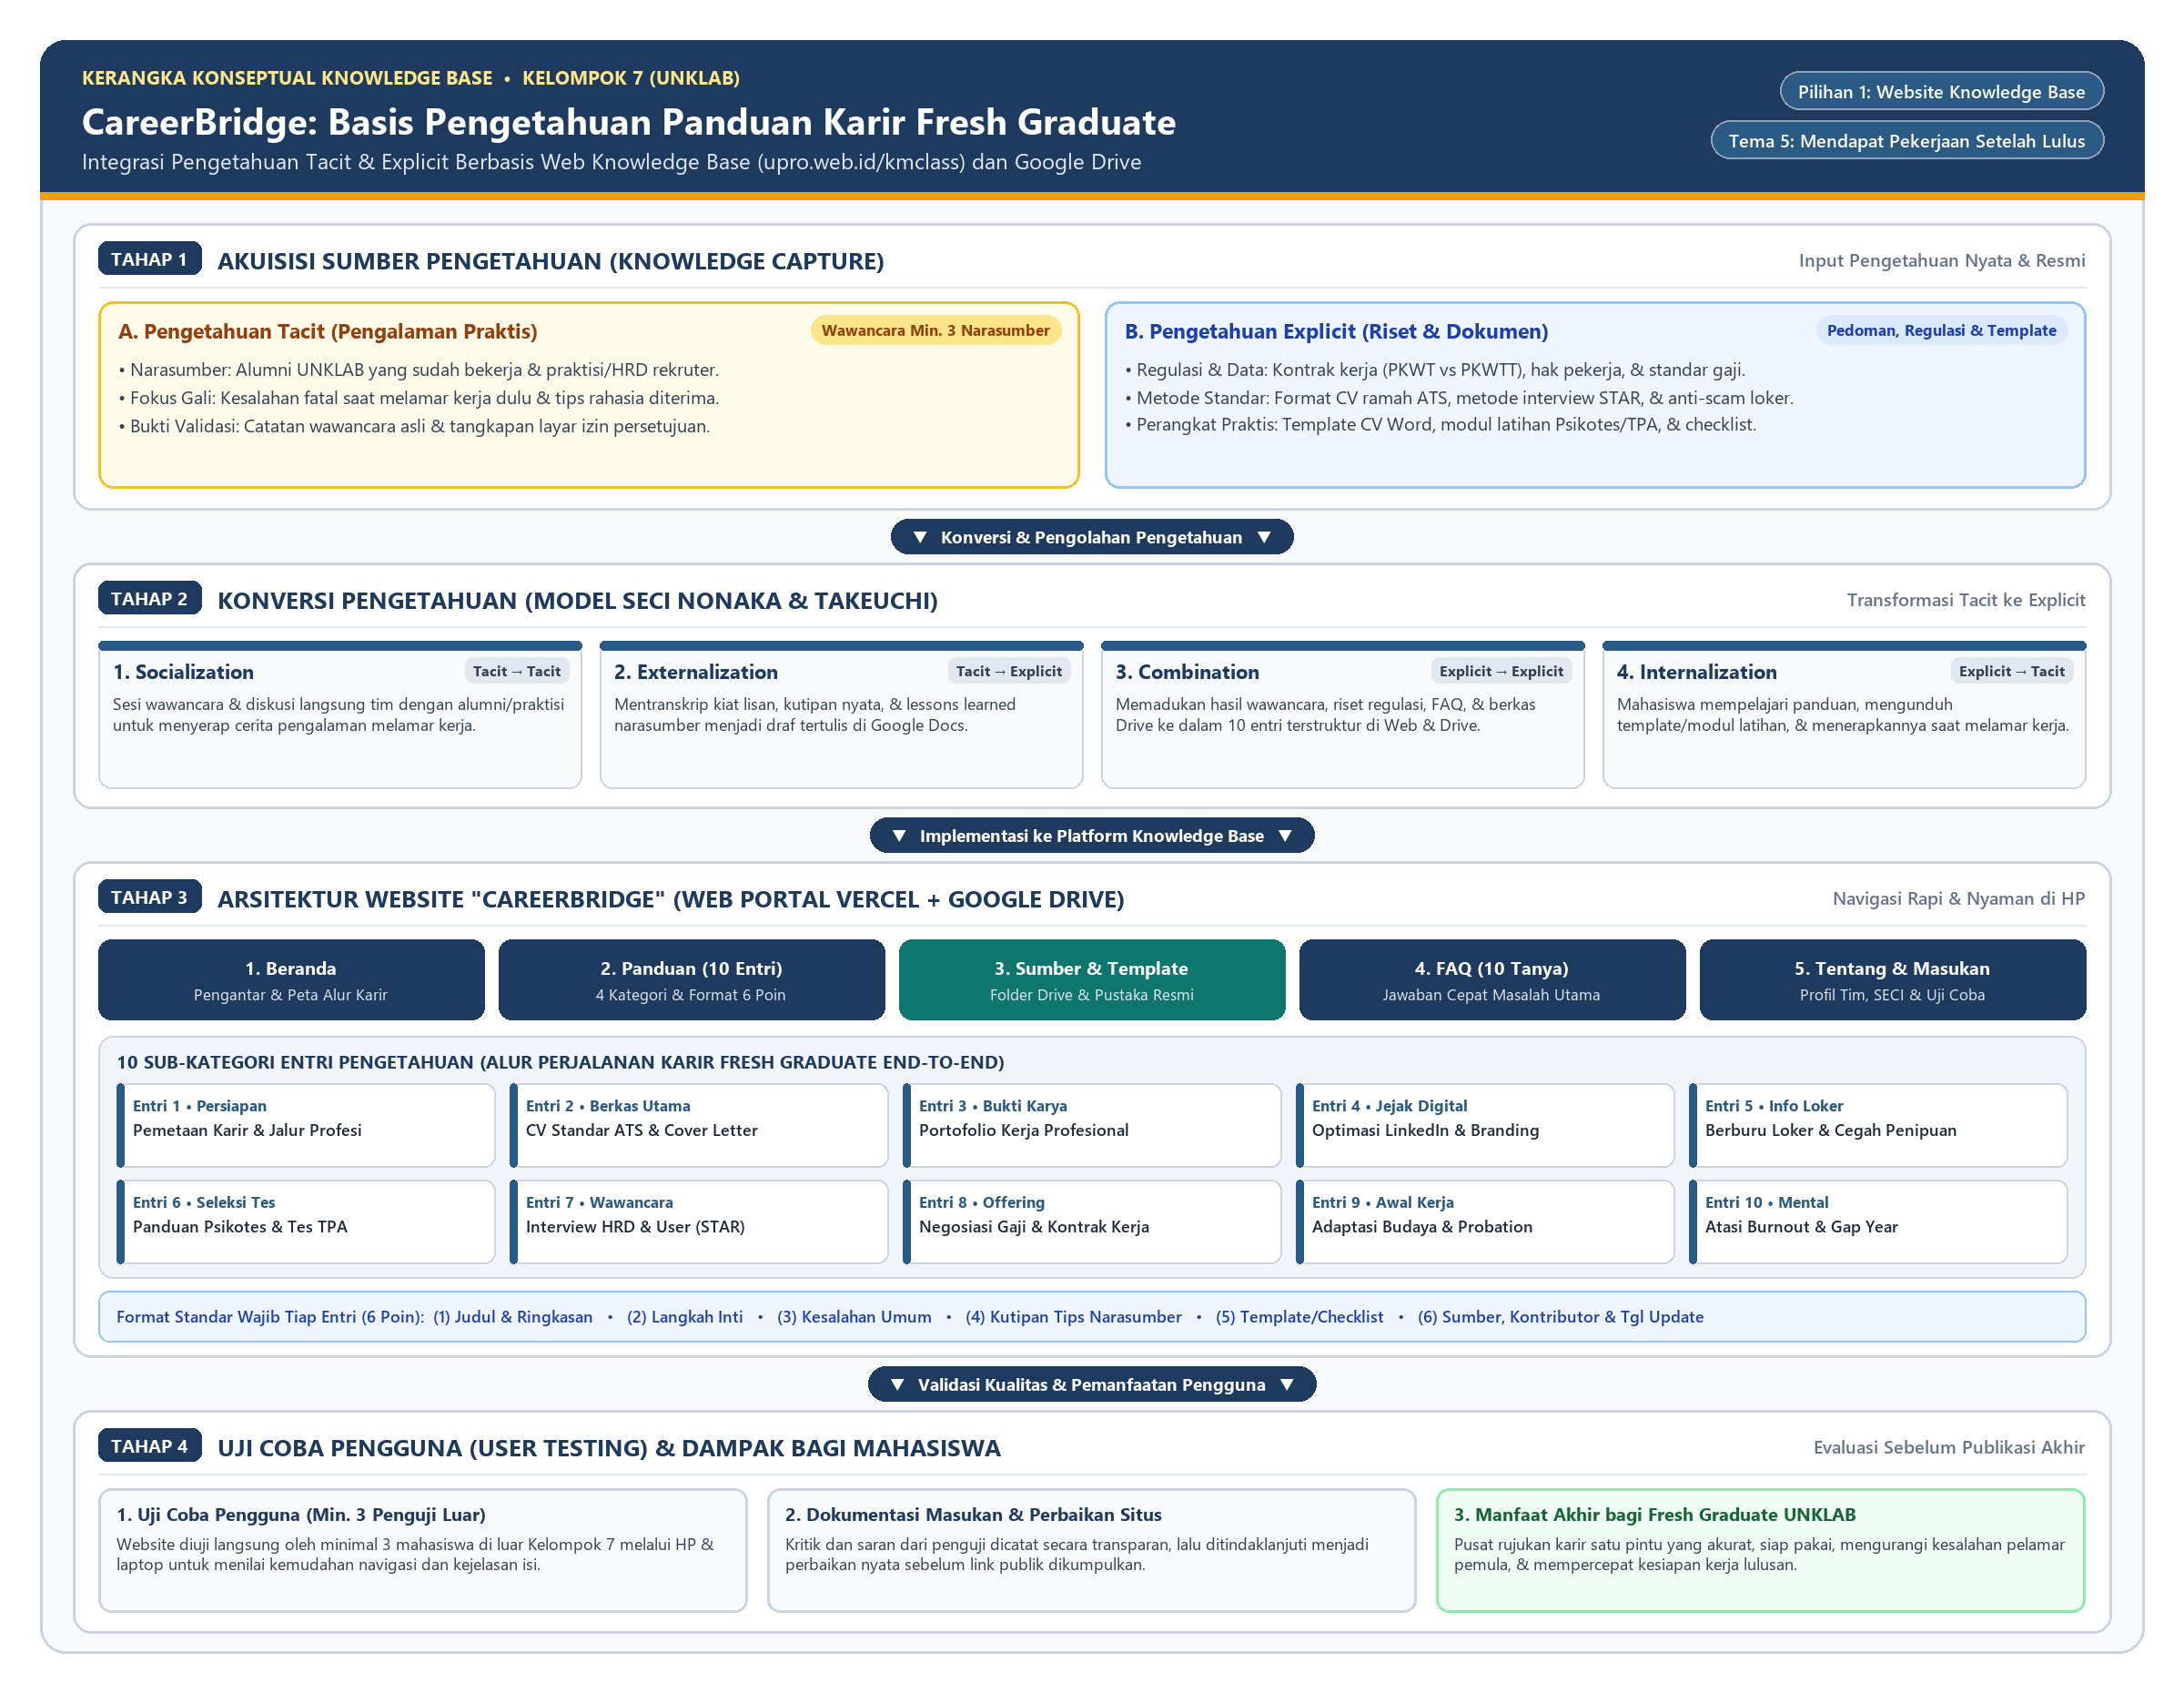 KERANGKA KONSEPTUAL KNOWLEDGE BASE • KELOMPOK 7 (UNKLAB)
CareerBridge: Basis Pengetahuan Panduan Karir Fresh Graduate
Integrasi Pengetahuan Tacit & Explicit Berbasis Web Knowledge Base (upro.web.id/kmclass) dan Google Drive
Pilihan 1: Website Knowledge Base
Tema 5: Mendapat Pekerjaan Setelah Lulus
TAHAP 1 AKUISISI SUMBER PENGETAHUAN (KNOWLEDGE CAPTURE)
Input Pengetahuan Nyata & Resmi
A. Pengetahuan Tacit (Pengalaman Praktis)
Wawancara Min. 3 Narasumber
• Narasumber: Alumni UNKLAB yang sudah bekerja & praktisi/HRD rekruter.
• Fokus Gali: Kesalahan fatal saat melamar kerja dulu & tips rahasia diterima.
• Bukti Validasi: Catatan wawancara asli & tangkapan layar izin persetujuan.
B. Pengetahuan Explicit (Riset & Dokumen)
Pedoman, Regulasi & Template
• Regulasi & Data: Kontrak kerja (PKWT vs PKWTT), hak pekerja, & standar gaji.
• Metode Standar: Format CV ramah ATS, metode interview STAR, & anti-scam loker.
• Perangkat Praktis: Template CV Word, modul latihan Psikotes/TPA, & checklist.
▼ Konversi & Pengolahan Pengetahuan ▼
TAHAP 2 KONVERSI PENGETAHUAN (MODEL SECI NONAKA & TAKEUCHI)
Transformasi Tacit ke Explicit
1. Socialization
Tacit → Tacit
Sesi wawancara & diskusi langsung tim dengan alumni/praktisi
untuk menyerap cerita pengalaman melamar kerja.
2. Externalization
Tacit → Explicit
Mentranskrip kiat lisan, kutipan nyata, & lessons learned
narasumber menjadi draf tertulis di Google Docs.
3. Combination
Explicit → Explicit
Memadukan hasil wawancara, riset regulasi, FAQ, & berkas
Drive ke dalam 10 entri terstruktur di Web & Drive.
4. Internalization
Explicit → Tacit
Mahasiswa mempelajari panduan, mengunduh
template/modul latihan, & menerapkannya saat melamar kerja.
▼ Implementasi ke Platform Knowledge Base ▼
TAHAP 3 ARSITEKTUR WEBSITE "CAREERBRIDGE" (WEB PORTAL VERCEL + GOOGLE DRIVE)
Navigasi Rapi & Nyaman di HP
1. Beranda
Pengantar & Peta Alur Karir
2. Panduan (10 Entri)
4 Kategori & Format 6 Poin
3. Sumber & Template
Folder Drive & Pustaka Resmi
4. FAQ (10 Tanya)
Jawaban Cepat Masalah Utama
5. Tentang & Masukan
Profil Tim, SECI & Uji Coba
10 SUB-KATEGORI ENTRI PENGETAHUAN (ALUR PERJALANAN KARIR FRESH GRADUATE END-TO-END)
Entri 1 • Persiapan
Pemetaan Karir & Jalur Profesi
Entri 2 • Berkas Utama
CV Standar ATS & Cover Letter
Entri 3 • Bukti Karya
Portofolio Kerja Profesional
Entri 4 • Jejak Digital
Optimasi LinkedIn & Branding
Entri 5 • Info Loker
Berburu Loker & Cegah Penipuan
Entri 6 • Seleksi Tes
Panduan Psikotes & Tes TPA
Entri 7 • Wawancara
Interview HRD & User (STAR)
Entri 8 • Offering
Negosiasi Gaji & Kontrak Kerja
Entri 9 • Awal Kerja
Adaptasi Budaya & Probation
Entri 10 • Mental
Atasi Burnout & Gap Year
Format Standar Wajib Tiap Entri (6 Poin): (1) Judul & Ringkasan • (2) Langkah Inti • (3) Kesalahan Umum • (4) Kutipan Tips Narasumber • (5) Template/Checklist • (6) Sumber, Kontributor & Tgl Update
▼ Validasi Kualitas & Pemanfaatan Pengguna ▼
TAHAP 4 UJI COBA PENGGUNA (USER TESTING) & DAMPAK BAGI MAHASISWA
Evaluasi Sebelum Publikasi Akhir
1. Uji Coba Pengguna (Min. 3 Penguji Luar)
Website diuji langsung oleh minimal 3 mahasiswa di luar Kelompok 7 melalui HP &
laptop untuk menilai kemudahan navigasi dan kejelasan isi.
2. Dokumentasi Masukan & Perbaikan Situs
Kritik dan saran dari penguji dicatat secara transparan, lalu ditindaklanjuti menjadi
perbaikan nyata sebelum link publik dikumpulkan.
3. Manfaat Akhir bagi Fresh Graduate UNKLAB
Pusat rujukan karir satu pintu yang akurat, siap pakai, mengurangi kesalahan pelamar
pemula, & mempercepat kesiapan kerja lulusan.